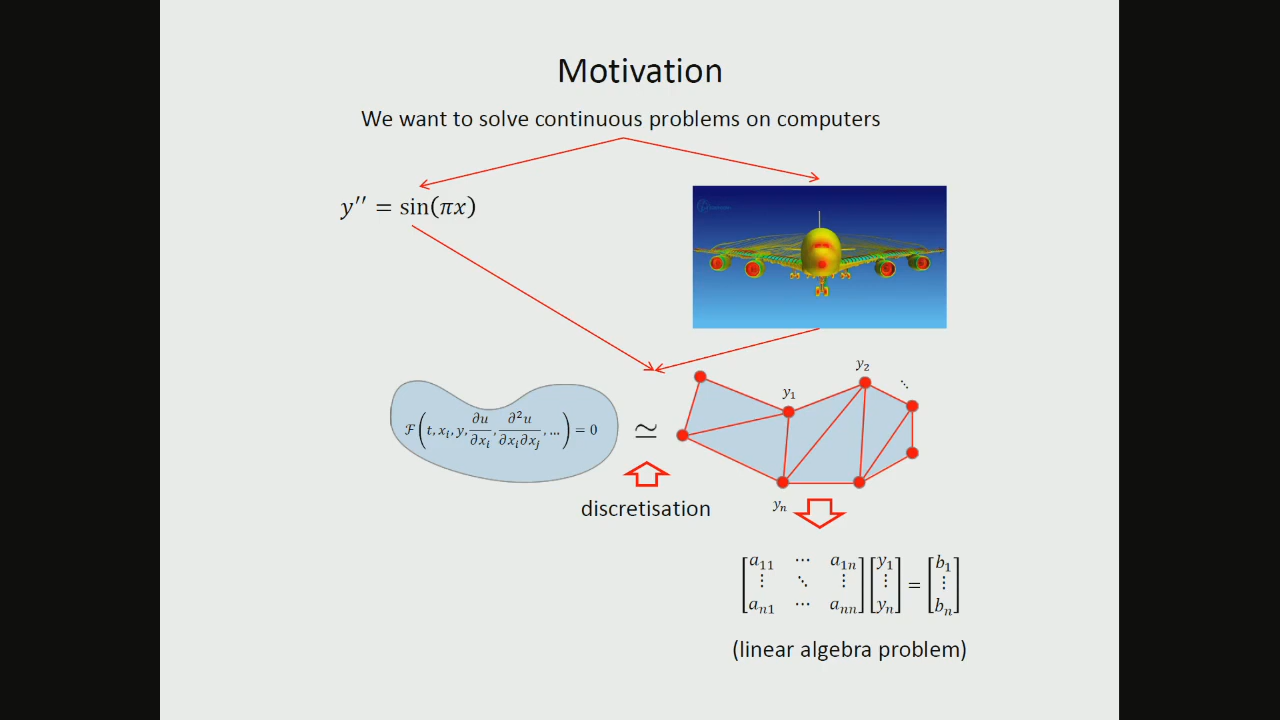 Motivation
We want to solve continuous problems on computers
y′′ = sin(πx)
y₁
y₂
⋱
ℱ(t, xᵢ, y, ∂u/∂xᵢ, ∂²u/∂xᵢ∂xⱼ, …) = 0
≃
discretisation
yₙ
[a₁₁ ⋯ a₁ₙ] [y₁] [b₁]
[⋮ ⋱ ⋮] [⋮] = [⋮]
[aₙ₁ ⋯ aₙₙ] [yₙ] [bₙ]
(linear algebra problem)